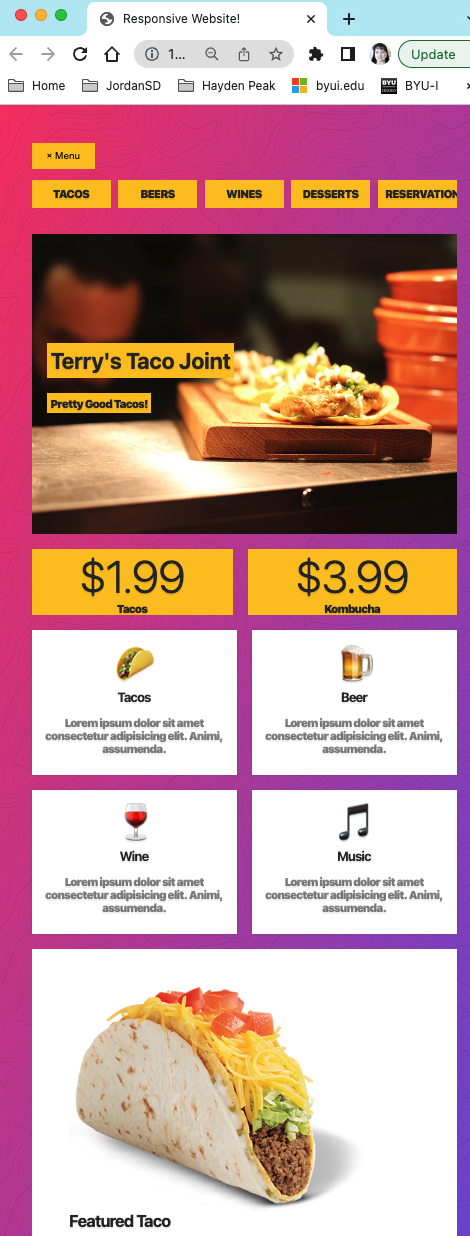 Responsive Website!
1...
Update
Home
JordanSD
Hayden Peak
byui.edu
BYU
IDAHO
BYU-I
× Menu
TACOS
BEERS
WINES
DESSERTS
RESERVATION
Terry's Taco Joint
Pretty Good Tacos!
$1.99
$3.99
Tacos
Kombucha
Tacos
Lorem ipsum dolor sit amet
consectetur adipisicing elit. Animi,
assumenda.
Beer
Lorem ipsum dolor sit amet
consectetur adipisicing elit. Animi,
assumenda.
Wine
Lorem ipsum dolor sit amet
consectetur adipisicing elit. Animi,
assumenda.
Music
Lorem ipsum dolor sit amet
consectetur adipisicing elit. Animi,
assumenda.
Featured Taco